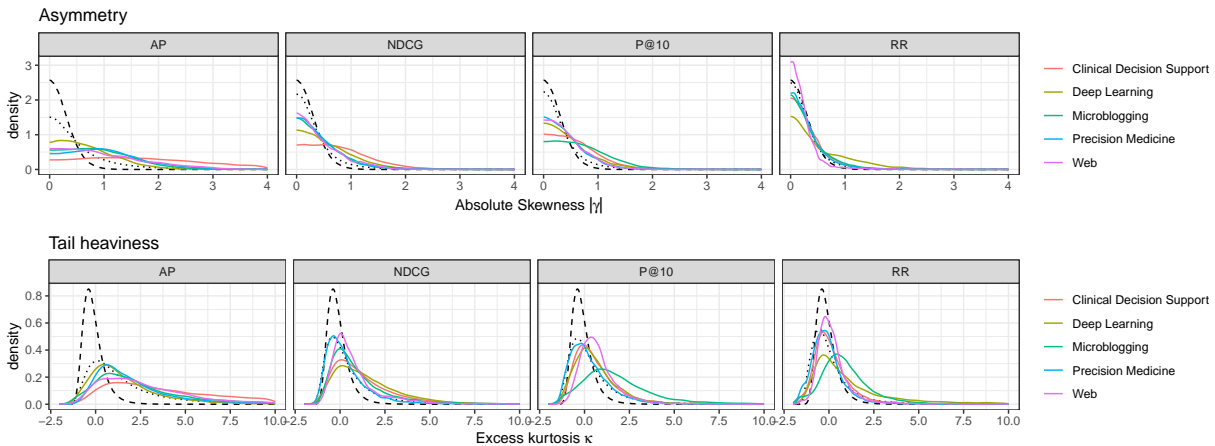 Asymmetry
AP NDCG P@10 RR
3
2
1
0
density
0 1 2 3 4 0 1 2 3 4 0 1 2 3 4 0 1 2 3 4
Absolute Skewness |γ|
Clinical Decision Support
Deep Learning
Microblogging
Precision Medicine
Web
Tail heaviness
AP NDCG P@10 RR
0.8
0.6
0.4
0.2
0.0
density
−2.5 0.0 2.5 5.0 7.5 10.0 −2.5 0.0 2.5 5.0 7.5 10.0 −2.5 0.0 2.5 5.0 7.5 10.0 −2.5 0.0 2.5 5.0 7.5 10.0
Excess kurtosis κ
Clinical Decision Support
Deep Learning
Microblogging
Precision Medicine
Web